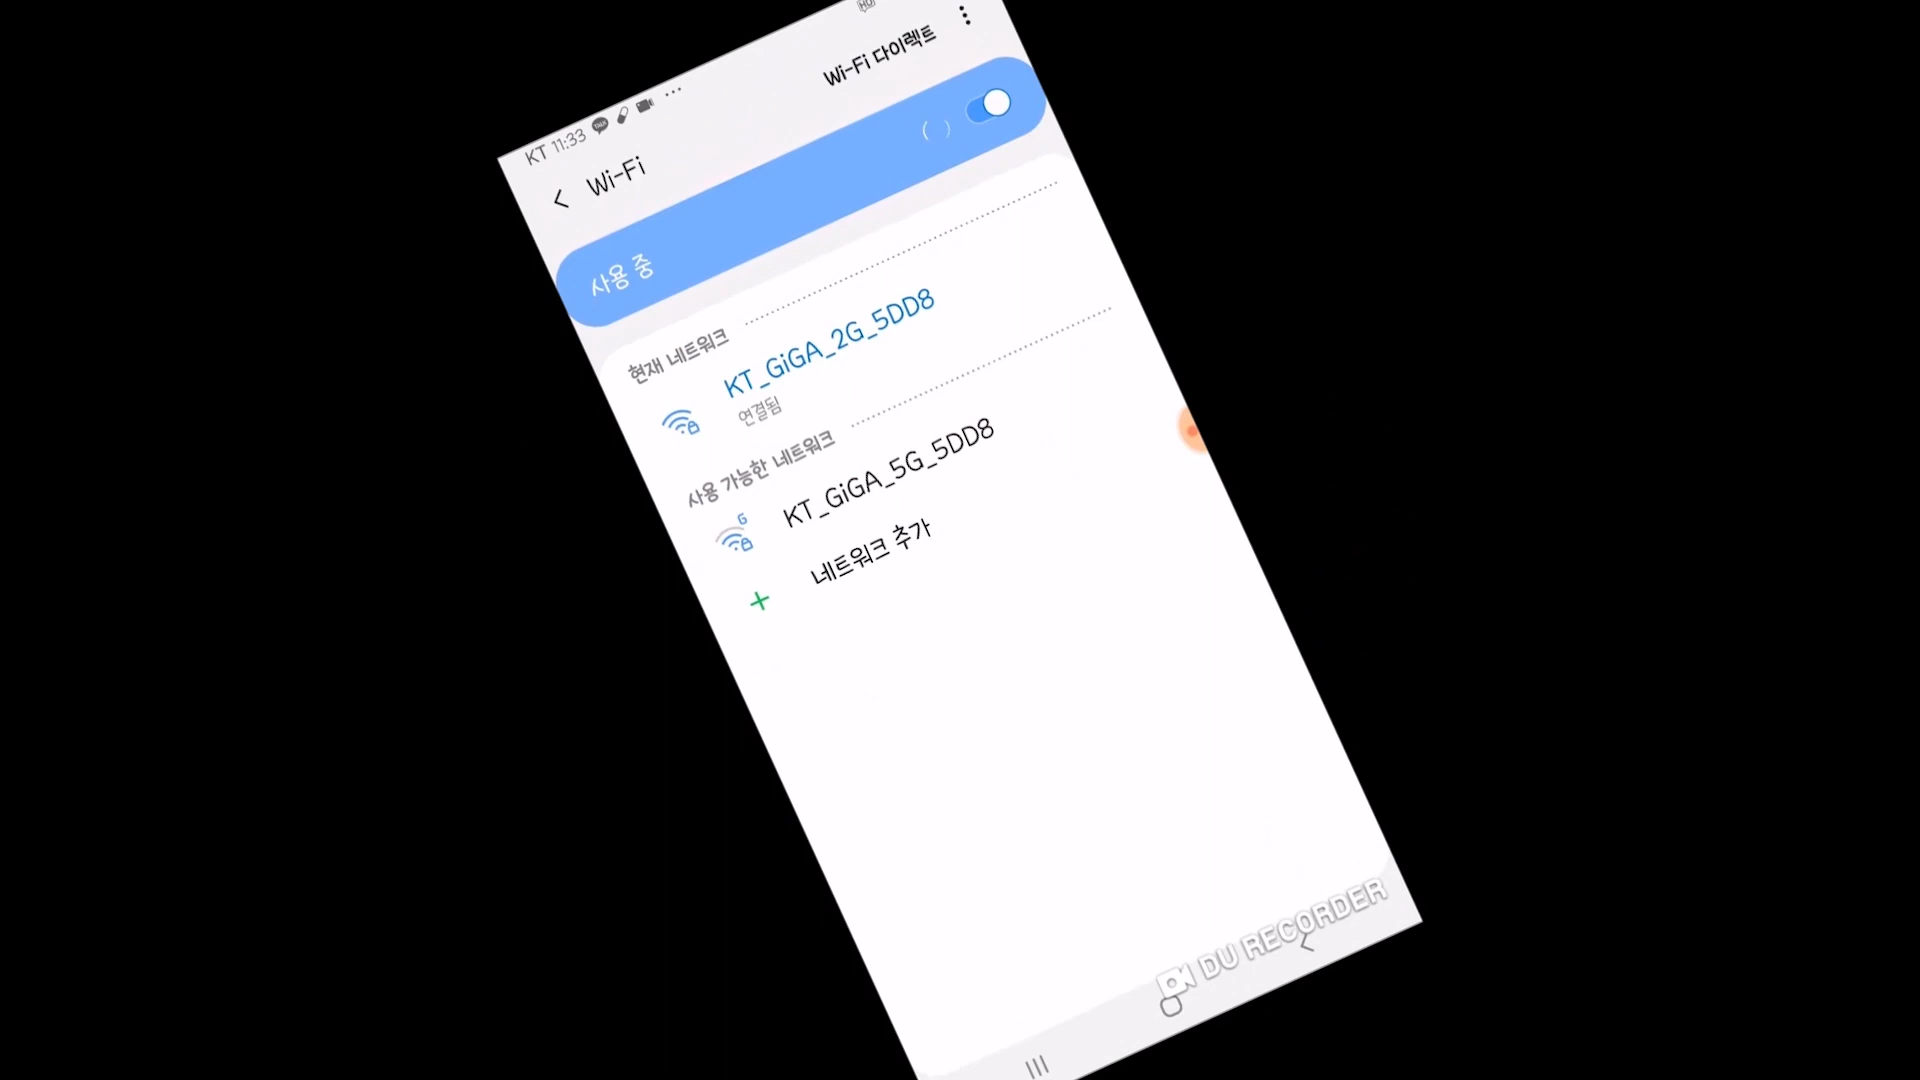 KT 11:33
Wi-Fi
Wi-Fi 다이렉트
사용 중
현재 네트워크
KT_GiGA_2G_5DD8
연결됨
사용 가능한 네트워크
G
KT_GiGA_5G_5DD8
네트워크 추가
DU RECORDER